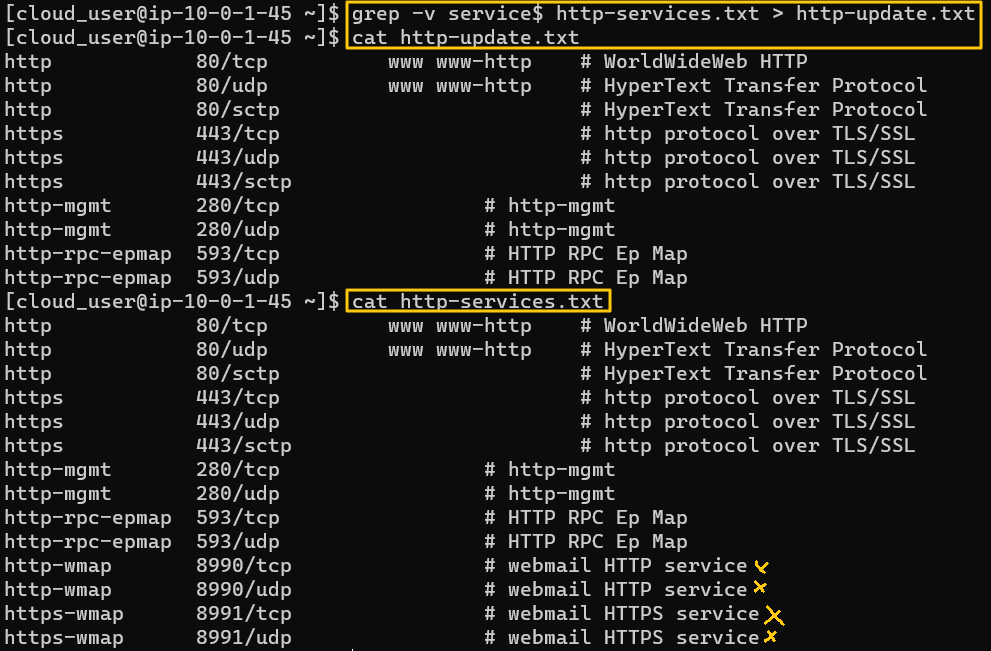 [cloud_user@ip-10-0-1-45 ~]$ grep -v service$ http-services.txt > http-update.txt
[cloud_user@ip-10-0-1-45 ~]$ cat http-update.txt
http            80/tcp          www www-http    # WorldWideWeb HTTP
http            80/udp          www www-http    # HyperText Transfer Protocol
http            80/sctp                         # HyperText Transfer Protocol
https           443/tcp                         # http protocol over TLS/SSL
https           443/udp                         # http protocol over TLS/SSL
https           443/sctp                        # http protocol over TLS/SSL
http-mgmt       280/tcp                 # http-mgmt
http-mgmt       280/udp                 # http-mgmt
http-rpc-epmap  593/tcp                 # HTTP RPC Ep Map
http-rpc-epmap  593/udp                 # HTTP RPC Ep Map
[cloud_user@ip-10-0-1-45 ~]$ cat http-services.txt
http            80/tcp          www www-http    # WorldWideWeb HTTP
http            80/udp          www www-http    # HyperText Transfer Protocol
http            80/sctp                         # HyperText Transfer Protocol
https           443/tcp                         # http protocol over TLS/SSL
https           443/udp                         # http protocol over TLS/SSL
https           443/sctp                        # http protocol over TLS/SSL
http-mgmt       280/tcp                 # http-mgmt
http-mgmt       280/udp                 # http-mgmt
http-rpc-epmap  593/tcp                 # HTTP RPC Ep Map
http-rpc-epmap  593/udp                 # HTTP RPC Ep Map
http-wmap       8990/tcp                # webmail HTTP service
http-wmap       8990/udp                # webmail HTTP service
https-wmap      8991/tcp                # webmail HTTPS service
https-wmap      8991/udp                # webmail HTTPS service